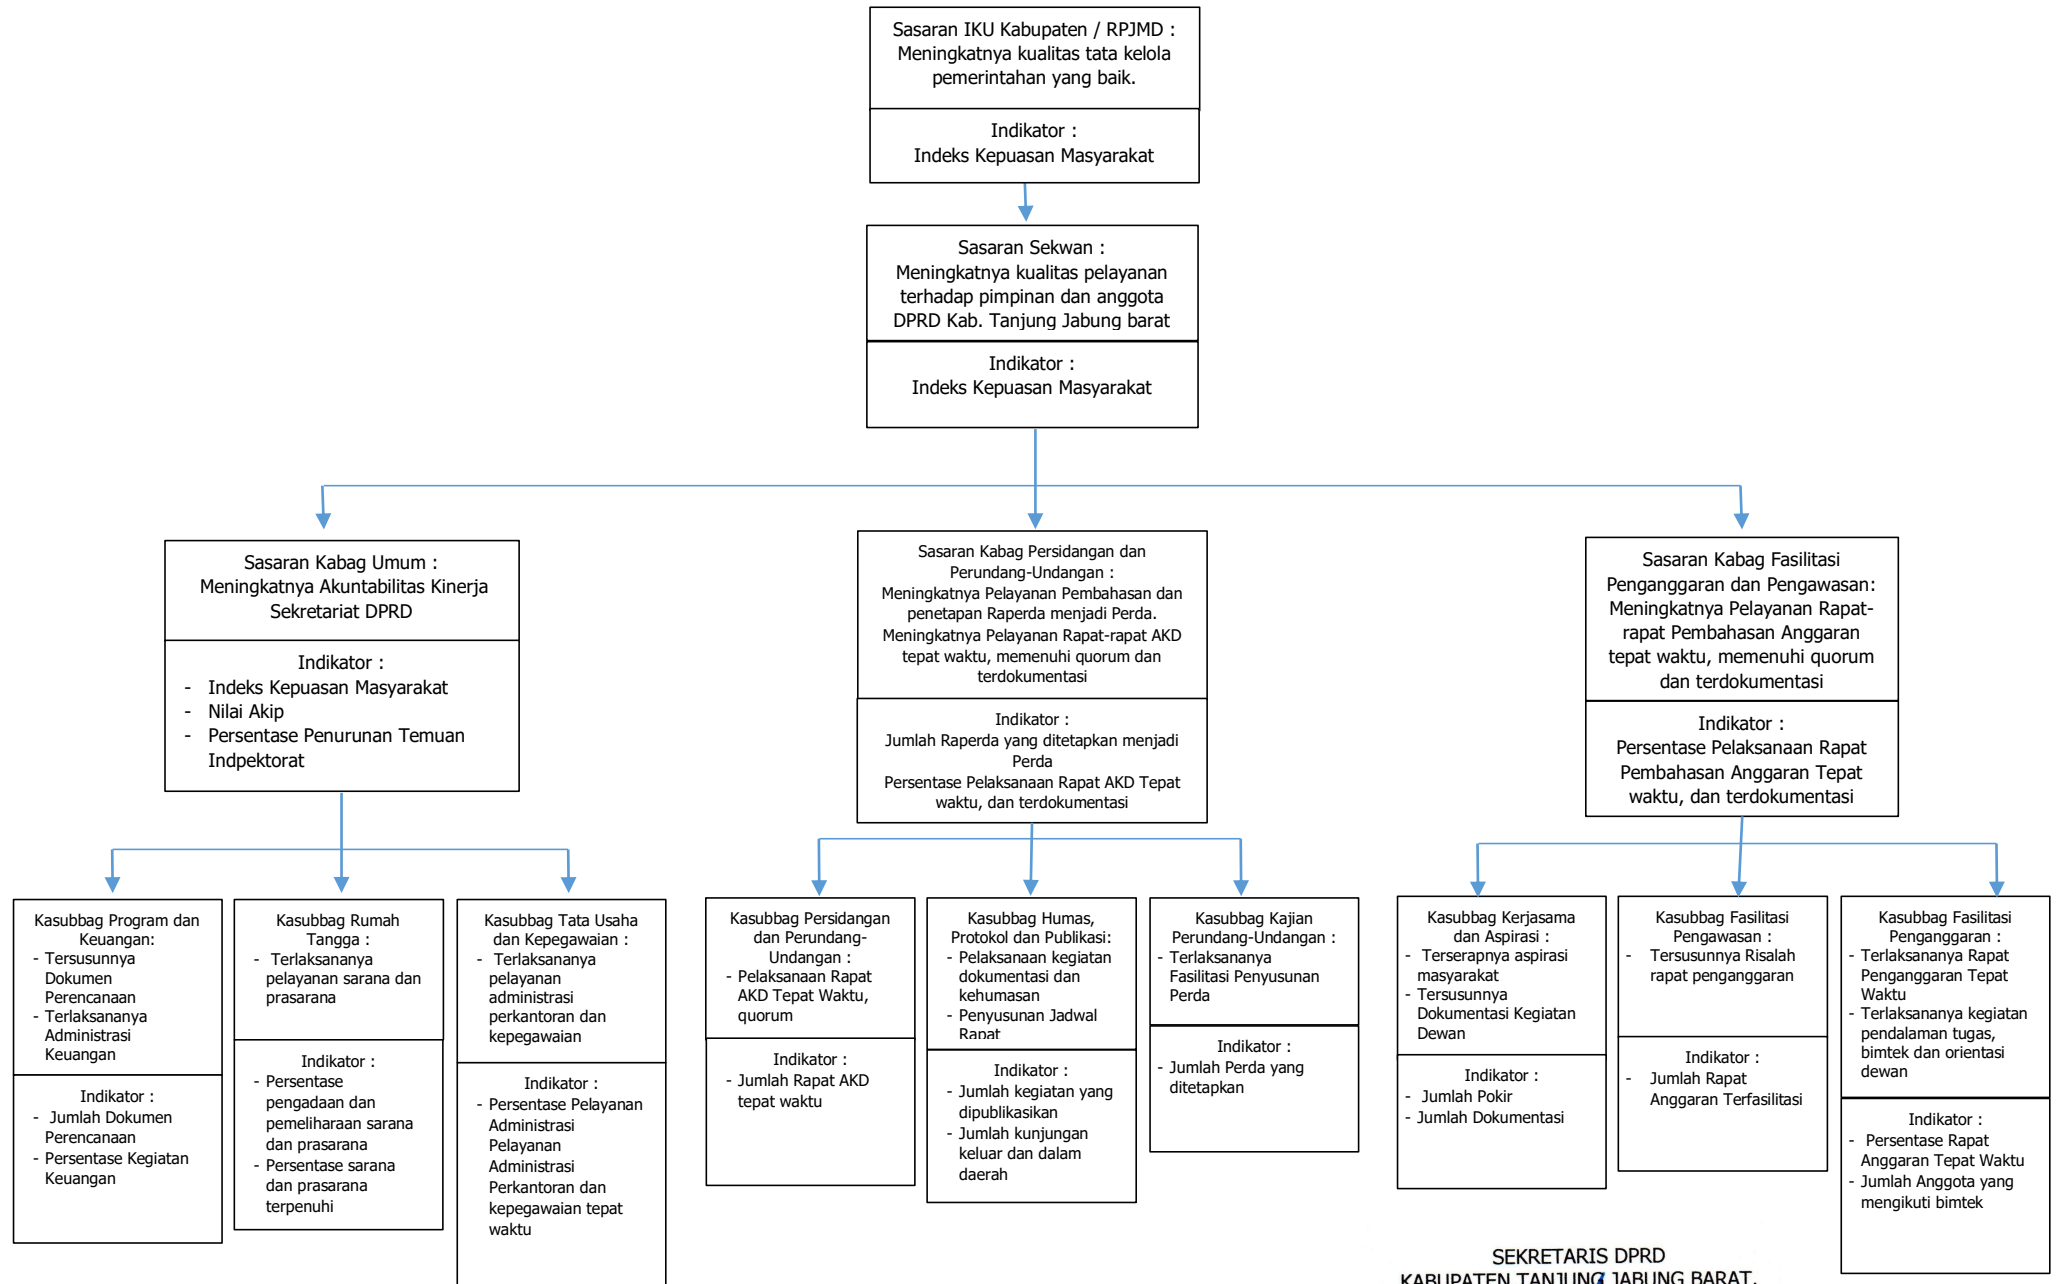 Sasaran IKU Kabupaten / RPJMD :
Meningkatnya kualitas tata kelola
pemerintahan yang baik.
Indikator :
Indeks Kepuasan Masyarakat
Sasaran Sekwan :
Meningkatnya kualitas pelayanan
terhadap pimpinan dan anggota
DPRD Kab. Tanjung Jabung barat
Indikator :
Indeks Kepuasan Masyarakat
Sasaran Kabag Umum :
Meningkatnya Akuntabilitas Kinerja
Sekretariat DPRD
Indikator :
- Indeks Kepuasan Masyarakat
- Nilai Akip
- Persentase Penurunan Temuan
Indpektorat
Sasaran Kabag Persidangan dan
Perundang-Undangan :
Meningkatnya Pelayanan Pembahasan dan
penetapan Raperda menjadi Perda.
Meningkatnya Pelayanan Rapat-rapat AKD
tepat waktu, memenuhi quorum dan
terdokumentasi
Indikator :
Jumlah Raperda yang ditetapkan menjadi
Perda
Persentase Pelaksanaan Rapat AKD Tepat
waktu, dan terdokumentasi
Sasaran Kabag Fasilitasi
Penganggaran dan Pengawasan:
Meningkatnya Pelayanan Rapat-
rapat Pembahasan Anggaran
tepat waktu, memenuhi quorum
dan terdokumentasi
Indikator :
Persentase Pelaksanaan Rapat
Pembahasan Anggaran Tepat
waktu, dan terdokumentasi
Kasubbag Program dan
Keuangan:
- Tersusunnya
Dokumen
Perencanaan
- Terlaksananya
Administrasi
Keuangan
Indikator :
- Jumlah Dokumen
Perencanaan
- Persentase Kegiatan
Keuangan
Kasubbag Rumah
Tangga :
- Terlaksananya
pelayanan sarana dan
prasarana
Indikator :
- Persentase
pengadaan dan
pemeliharaan sarana
dan prasarana
- Persentase sarana
dan prasarana
terpenuhi
Kasubbag Tata Usaha
dan Kepegawaian :
- Terlaksananya
pelayanan
administrasi
perkantoran dan
kepegawaian
Indikator :
- Persentase Pelayanan
Administrasi
Pelayanan
Administrasi
Perkantoran dan
kepegawaian tepat
waktu
Kasubbag Persidangan
dan Perundang-
Undangan :
- Pelaksanaan Rapat
AKD Tepat Waktu,
quorum
Indikator :
- Jumlah Rapat AKD
tepat waktu
Kasubbag Humas,
Protokol dan Publikasi:
- Pelaksanaan kegiatan
dokumentasi dan
kehumasan
- Penyusunan Jadwal
Rapat
Indikator :
- Jumlah kegiatan yang
dipublikasikan
- Jumlah kunjungan
keluar dan dalam
daerah
Kasubbag Kajian
Perundang-Undangan :
- Terlaksananya
Fasilitasi Penyusunan
Perda
Indikator :
- Jumlah Perda yang
ditetapkan
Kasubbag Kerjasama
dan Aspirasi :
- Terserapnya aspirasi
masyarakat
- Tersusunnya
Dokumentasi Kegiatan
Dewan
Indikator :
- Jumlah Pokir
- Jumlah Dokumentasi
Kasubbag Fasilitasi
Pengawasan :
- Tersusunnya Risalah
rapat penganggaran
Indikator :
- Jumlah Rapat
Anggaran Terfasilitasi
Kasubbag Fasilitasi
Penganggaran :
- Terlaksananya Rapat
Penganggaran Tepat
Waktu
- Terlaksananya kegiatan
pendalaman tugas,
bimtek dan orientasi
dewan
Indikator :
- Persentase Rapat
Anggaran Tepat Waktu
- Jumlah Anggota yang
mengikuti bimtek
SEKRETARIS DPRD
KABUPATEN TANJUNG JABUNG BARAT,